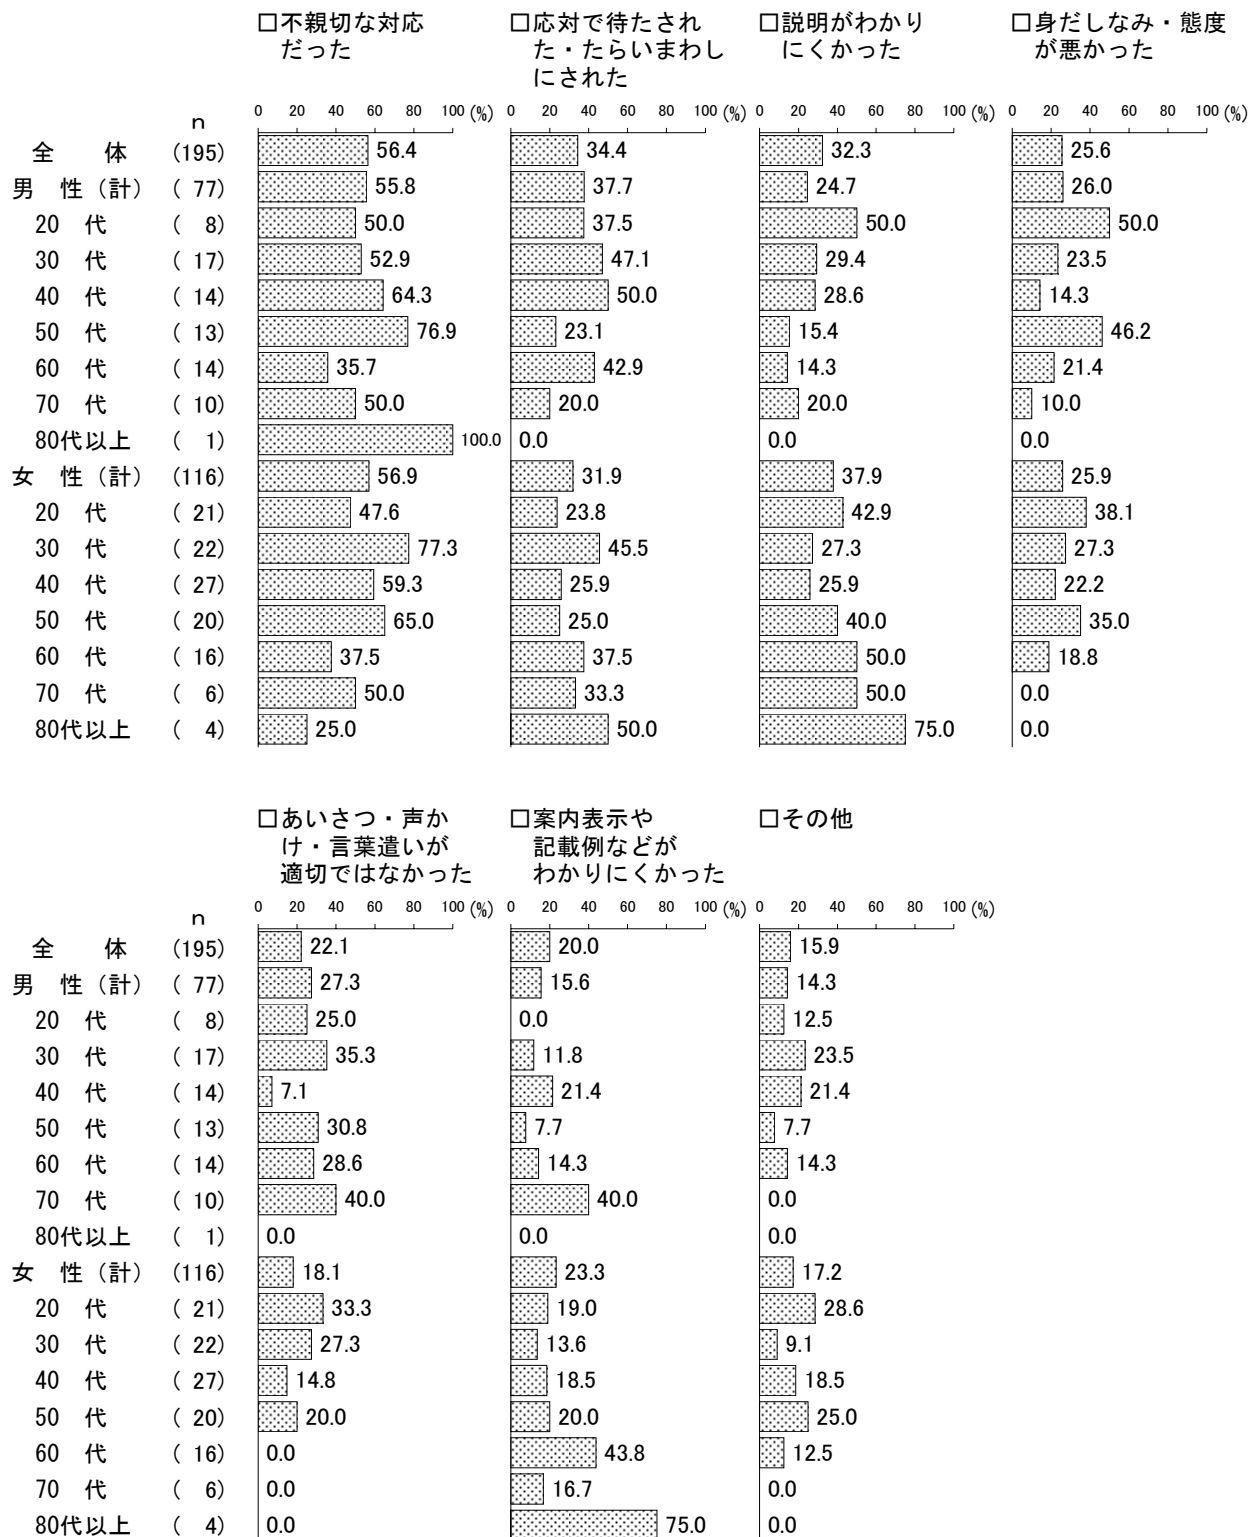 □不親切な対応
だった
□応対で待たされ
た・たらいまわし
にされた
□説明がわかり
にくかった
□身だしなみ・態度
が悪かった
n 0 20 40 60 80 100 (%) 0 20 40 60 80 100 (%) 0 20 40 60 80 100 (%) 0 20 40 60 80 100 (%)
全 体 (195) 56.4 34.4 32.3 25.6
男 性(計) ( 77) 55.8 37.7 24.7 26.0
20 代 ( 8) 50.0 37.5 50.0 50.0
30 代 ( 17) 52.9 47.1 29.4 23.5
40 代 ( 14) 64.3 50.0 28.6 14.3
50 代 ( 13) 76.9 23.1 15.4 46.2
60 代 ( 14) 35.7 42.9 14.3 21.4
70 代 ( 10) 50.0 20.0 20.0 10.0
80代以上 ( 1) 100.0 0.0 0.0 0.0
女 性(計) (116) 56.9 31.9 37.9 25.9
20 代 ( 21) 47.6 23.8 42.9 38.1
30 代 ( 22) 77.3 45.5 27.3 27.3
40 代 ( 27) 59.3 25.9 25.9 22.2
50 代 ( 20) 65.0 25.0 40.0 35.0
60 代 ( 16) 37.5 37.5 50.0 18.8
70 代 ( 6) 50.0 33.3 50.0 0.0
80代以上 ( 4) 25.0 50.0 75.0 0.0
□あいさつ・声か
け・言葉遣いが
適切ではなかった
□案内表示や
記載例などが
わかりにくかった
□その他
n 0 20 40 60 80 100 (%) 0 20 40 60 80 100 (%) 0 20 40 60 80 100 (%)
全 体 (195) 22.1 20.0 15.9
男 性(計) ( 77) 27.3 15.6 14.3
20 代 ( 8) 25.0 0.0 12.5
30 代 ( 17) 35.3 11.8 23.5
40 代 ( 14) 7.1 21.4 21.4
50 代 ( 13) 30.8 7.7 7.7
60 代 ( 14) 28.6 14.3 14.3
70 代 ( 10) 40.0 40.0 0.0
80代以上 ( 1) 0.0 0.0 0.0
女 性(計) (116) 18.1 23.3 17.2
20 代 ( 21) 33.3 19.0 28.6
30 代 ( 22) 27.3 13.6 9.1
40 代 ( 27) 14.8 18.5 18.5
50 代 ( 20) 20.0 20.0 25.0
60 代 ( 16) 0.0 43.8 12.5
70 代 ( 6) 0.0 16.7 0.0
80代以上 ( 4) 0.0 75.0 0.0